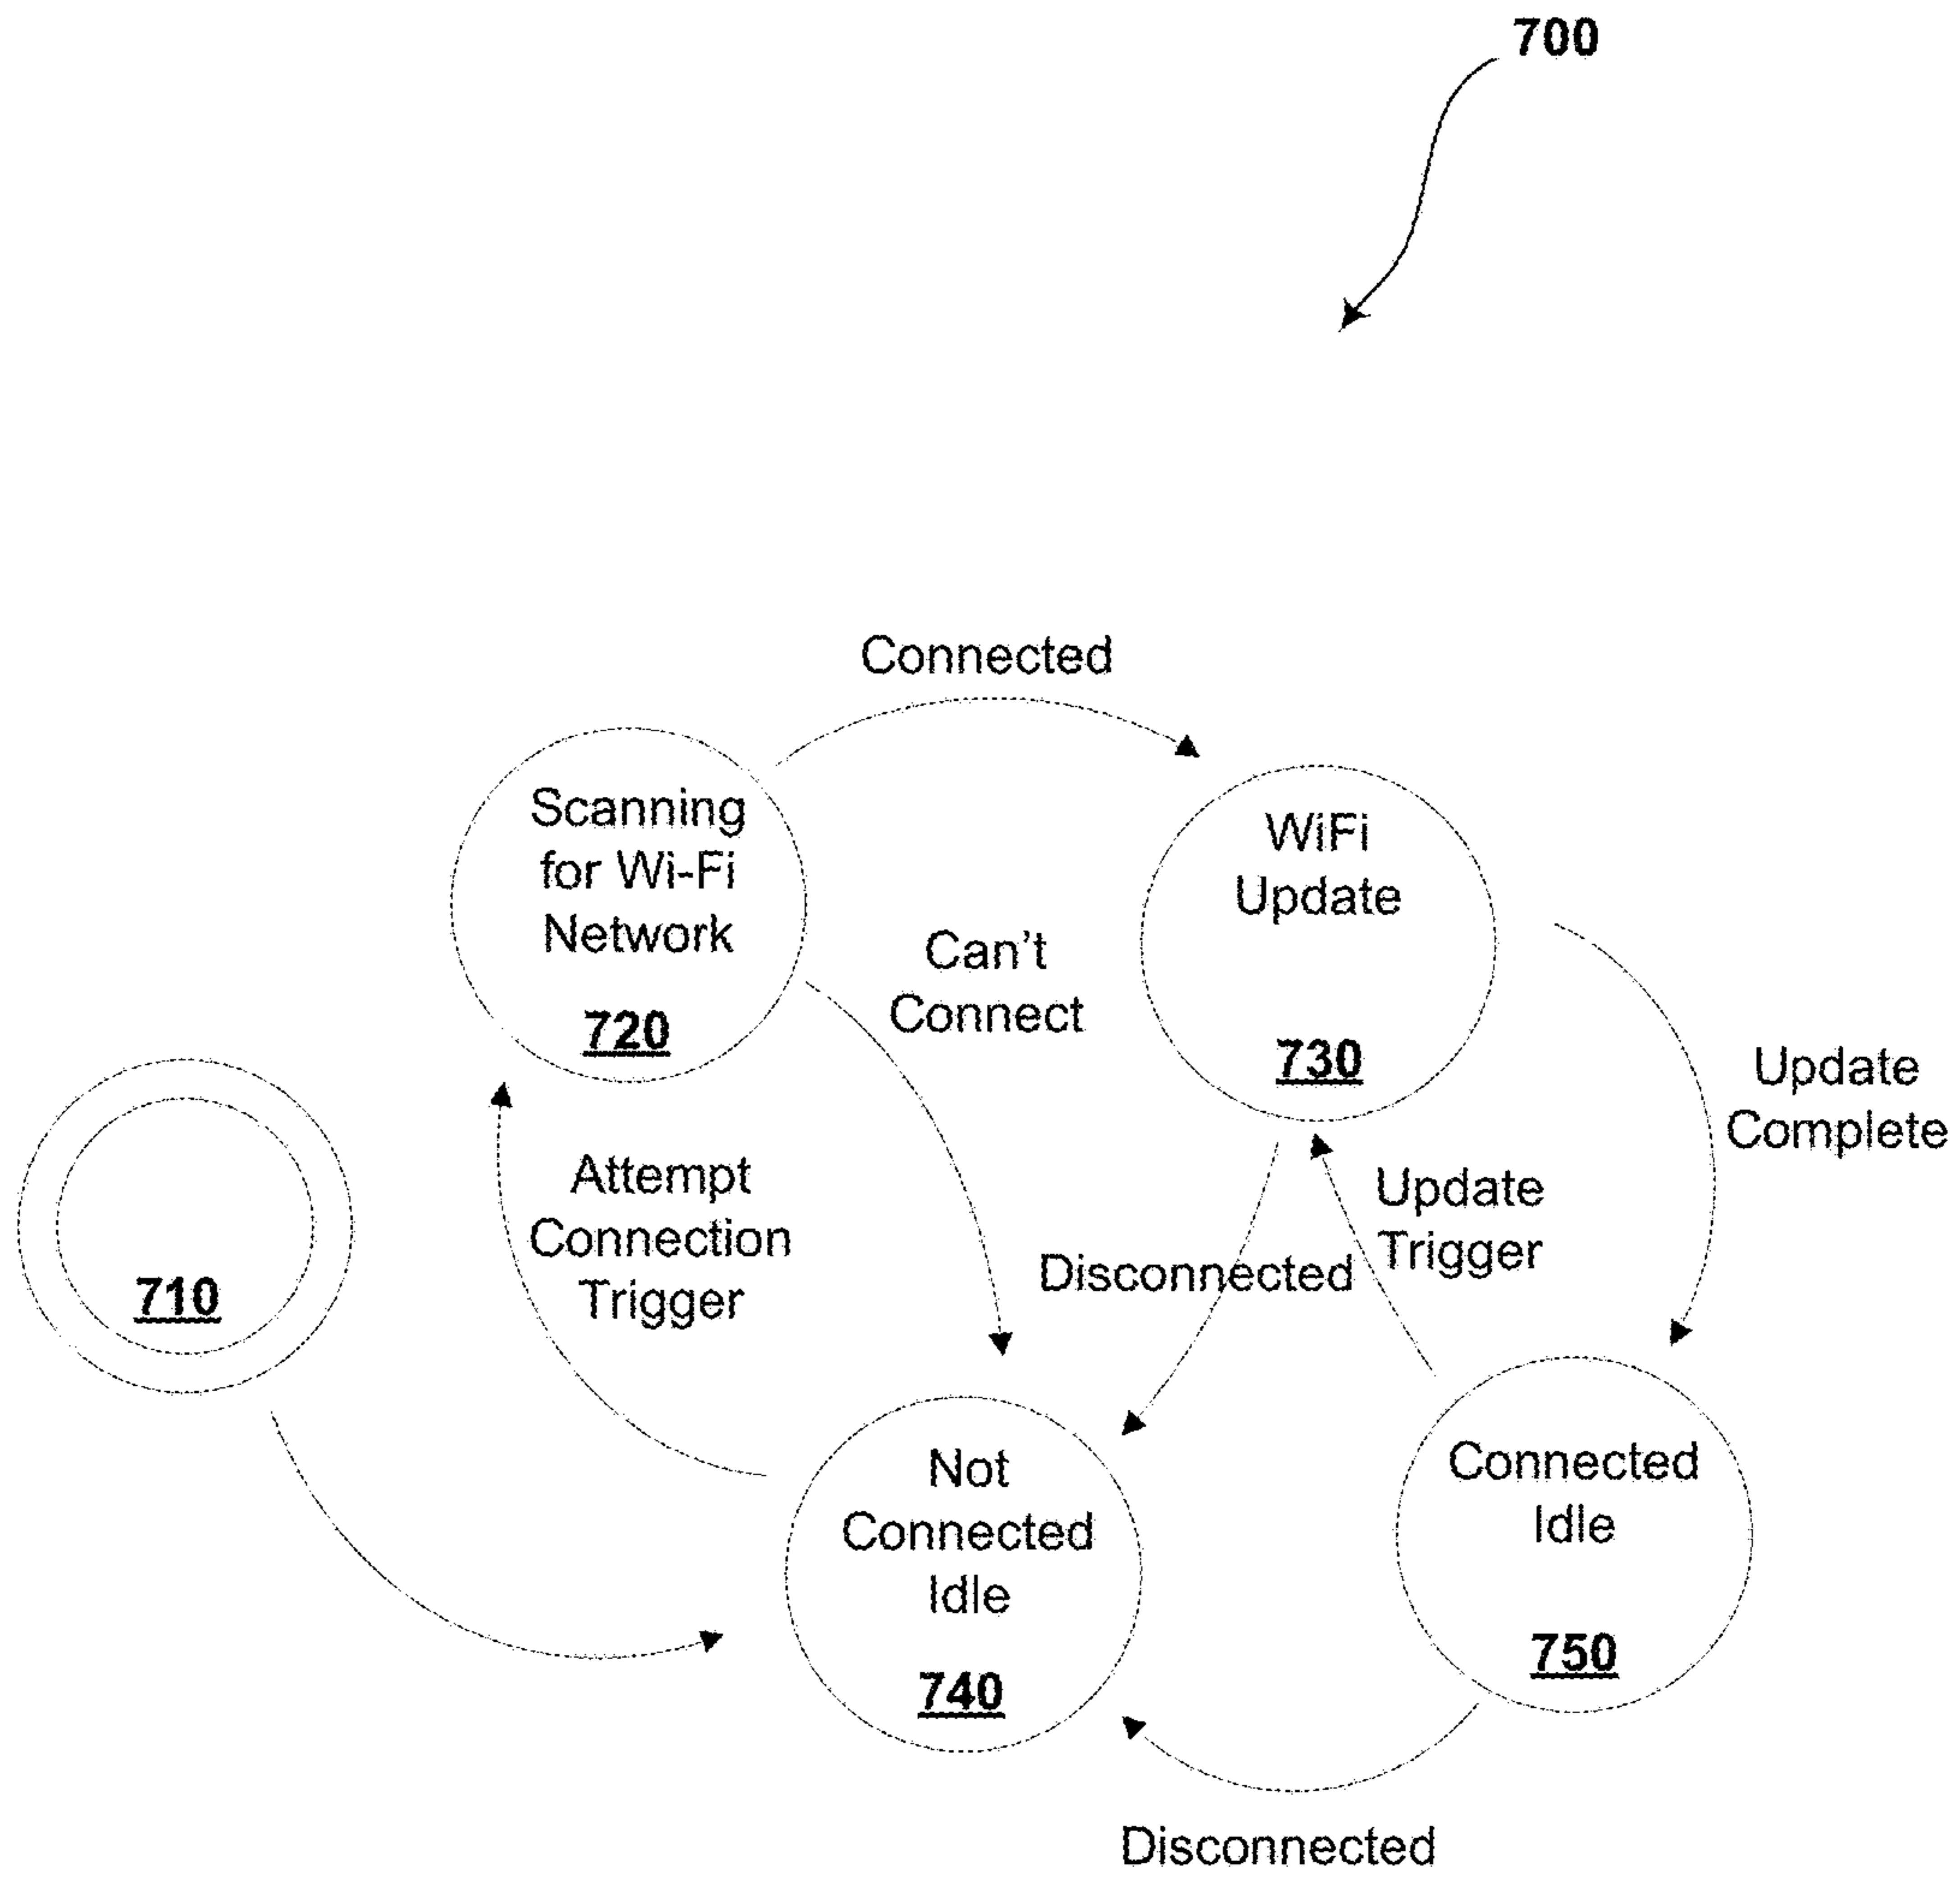 700
Connected
Scanning
for Wi-Fi
Network
720
WiFi
Update
730
Can't
Connect
Update
Complete
710
Attempt
Connection
Trigger
Disconnected
Update
Trigger
Not
Connected
Idle
740
Connected
Idle
750
Disconnected